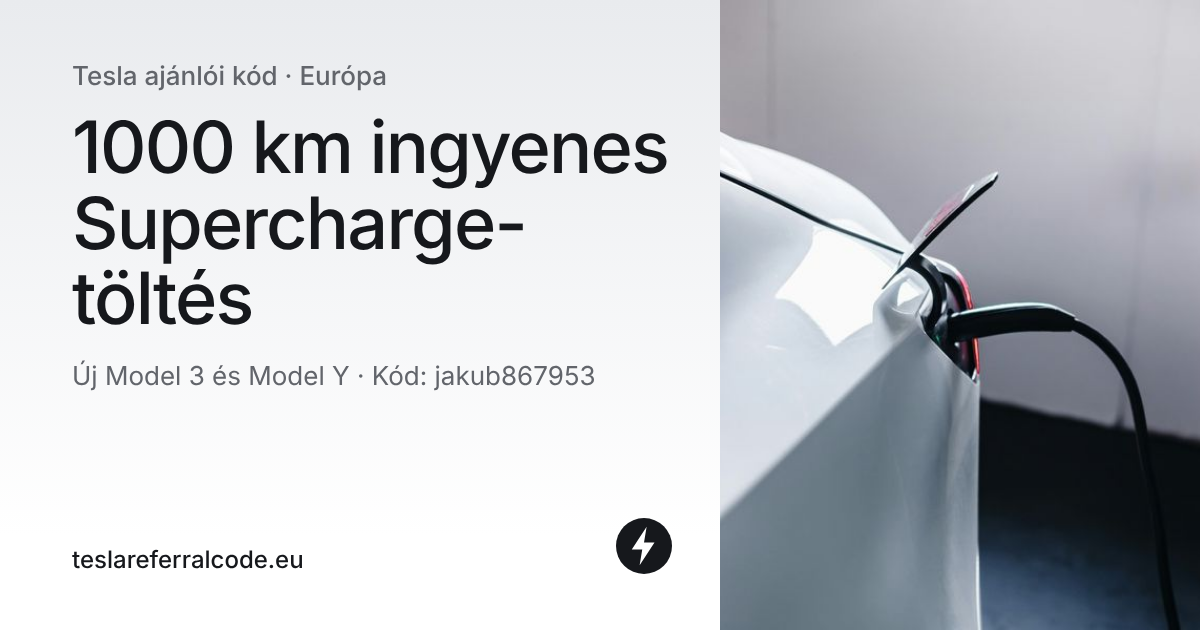 Tesla ajánlói kód · Európa
1000 km ingyenes
Supercharge-
töltés
Új Model 3 és Model Y · Kód: jakub867953
teslareferralcode.eu